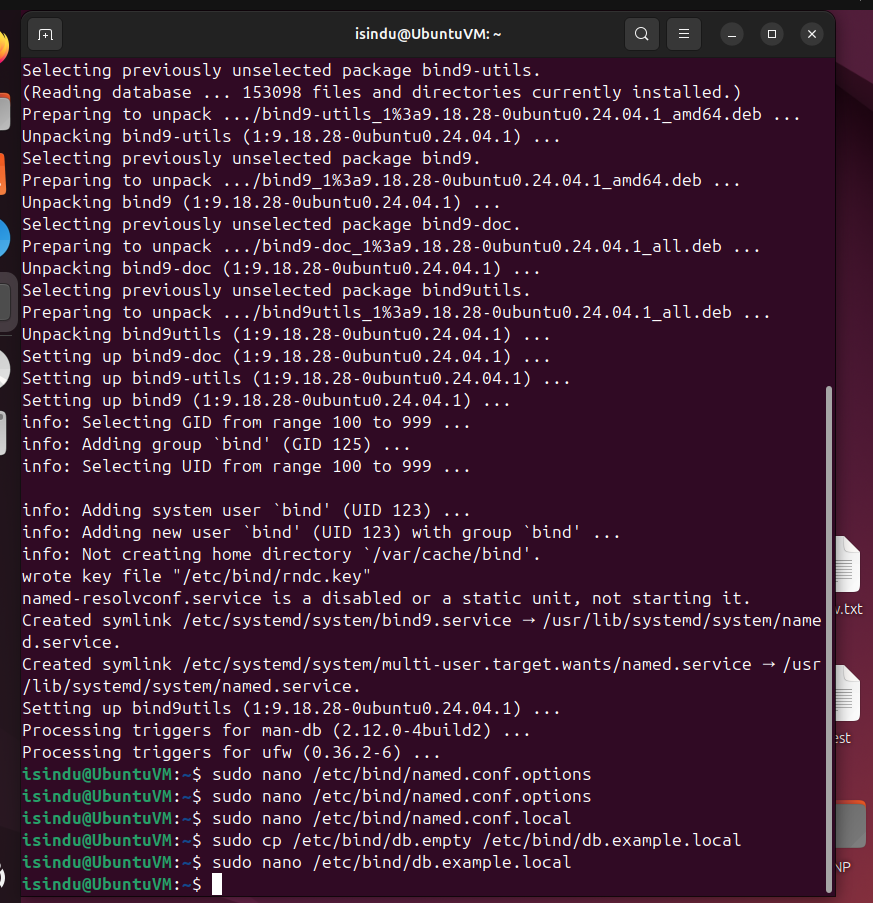 isindu@UbuntuVM: ~
Selecting previously unselected package bind9-utils.
(Reading database ... 153098 files and directories currently installed.)
Preparing to unpack .../bind9-utils_1%3a9.18.28-0ubuntu0.24.04.1_amd64.deb ...
Unpacking bind9-utils (1:9.18.28-0ubuntu0.24.04.1) ...
Selecting previously unselected package bind9.
Preparing to unpack .../bind9_1%3a9.18.28-0ubuntu0.24.04.1_amd64.deb ...
Unpacking bind9 (1:9.18.28-0ubuntu0.24.04.1) ...
Selecting previously unselected package bind9-doc.
Preparing to unpack .../bind9-doc_1%3a9.18.28-0ubuntu0.24.04.1_all.deb ...
Unpacking bind9-doc (1:9.18.28-0ubuntu0.24.04.1) ...
Selecting previously unselected package bind9utils.
Preparing to unpack .../bind9utils_1%3a9.18.28-0ubuntu0.24.04.1_all.deb ...
Unpacking bind9utils (1:9.18.28-0ubuntu0.24.04.1) ...
Setting up bind9-doc (1:9.18.28-0ubuntu0.24.04.1) ...
Setting up bind9-utils (1:9.18.28-0ubuntu0.24.04.1) ...
Setting up bind9 (1:9.18.28-0ubuntu0.24.04.1) ...
info: Selecting GID from range 100 to 999 ...
info: Adding group `bind' (GID 125) ...
info: Selecting UID from range 100 to 999 ...
info: Adding system user `bind' (UID 123) ...
info: Adding new user `bind' (UID 123) with group `bind' ...
info: Not creating home directory `/var/cache/bind'.
wrote key file "/etc/bind/rndc.key"
named-resolvconf.service is a disabled or a static unit, not starting it.
Created symlink /etc/systemd/system/bind9.service → /usr/lib/systemd/system/name
d.service.
Created symlink /etc/systemd/system/multi-user.target.wants/named.service → /usr
/lib/systemd/system/named.service.
Setting up bind9utils (1:9.18.28-0ubuntu0.24.04.1) ...
Processing triggers for man-db (2.12.0-4build2) ...
Processing triggers for ufw (0.36.2-6) ...
isindu@UbuntuVM:~$ sudo nano /etc/bind/named.conf.options
isindu@UbuntuVM:~$ sudo nano /etc/bind/named.conf.options
isindu@UbuntuVM:~$ sudo nano /etc/bind/named.conf.local
isindu@UbuntuVM:~$ sudo cp /etc/bind/db.empty /etc/bind/db.example.local
isindu@UbuntuVM:~$ sudo nano /etc/bind/db.example.local
isindu@UbuntuVM:~$
.txt
est
NP